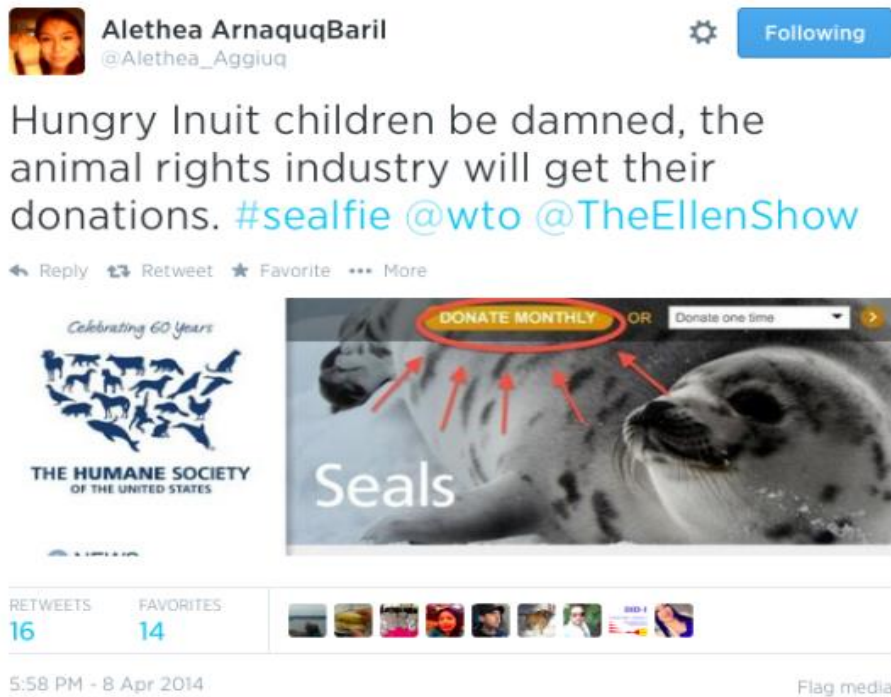 Alethea ArnaquqBaril
@Alethea_Aggiuq
Following
Hungry Inuit children be damned, the
animal rights industry will get their
donations. #sealfie @wto @TheEllenShow
Reply Retweet Favorite More
Celebrating 60 Years
THE HUMANE SOCIETY
OF THE UNITED STATES
DONATE MONTHLY OR Donate one time
Seals
RETWEETS FAVORITES
16 14
5:58 PM - 8 Apr 2014
Flag media